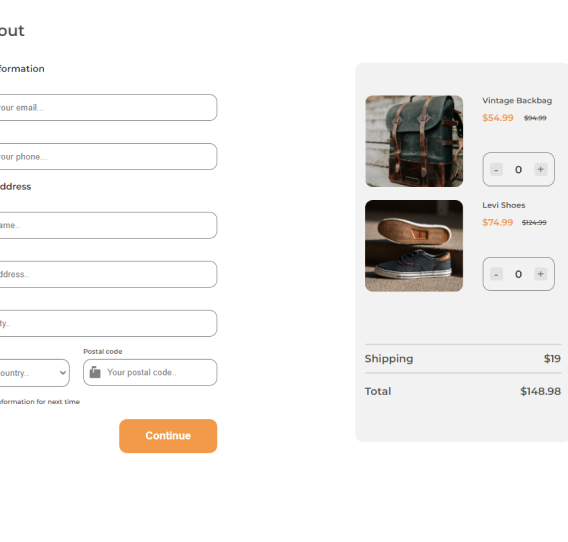 out
formation
our email...
our phone...
ddress
ame..
ddress..
ty..
Postal code
ountry..
Your postal code..
formation for next time
Continue
Vintage Backbag
$54.99 $94.99
- 0 +
Levi Shoes
$74.99 $124.99
- 0 +
Shipping $19
Total $148.98